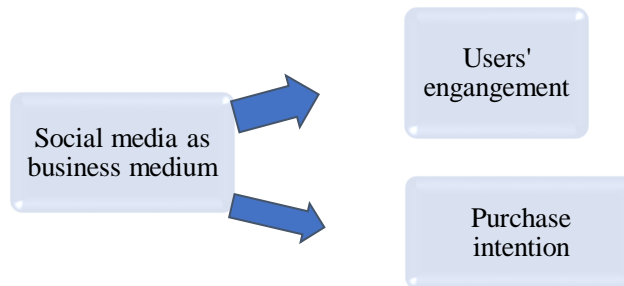 Users'
engangement
Social media as
business medium
Purchase
intention